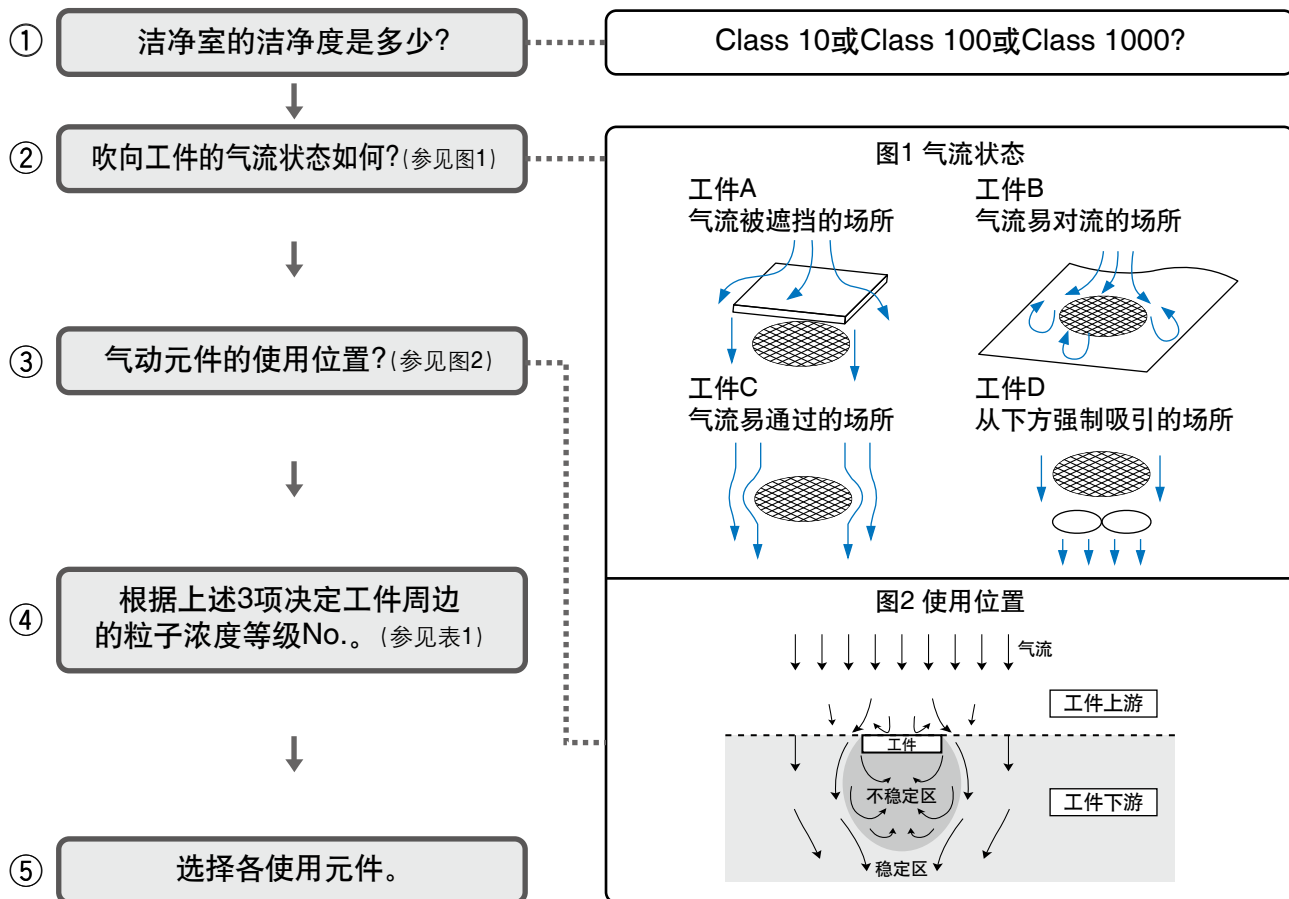 ① 洁净室的洁净度是多少?
Class 10或Class 100或Class 1000?
② 吹向工件的气流状态如何?(参见图1)
图1 气流状态
工件A
气流被遮挡的场所
工件B
气流易对流的场所
③ 气动元件的使用位置?(参见图2)
工件C
气流易通过的场所
工件D
从下方强制吸引的场所
④ 根据上述3项决定工件周边
的粒子浓度等级No.。(参见表1)
图2 使用位置
气流
工件上游
工件
不稳定区
工件下游
稳定区
⑤ 选择各使用元件。